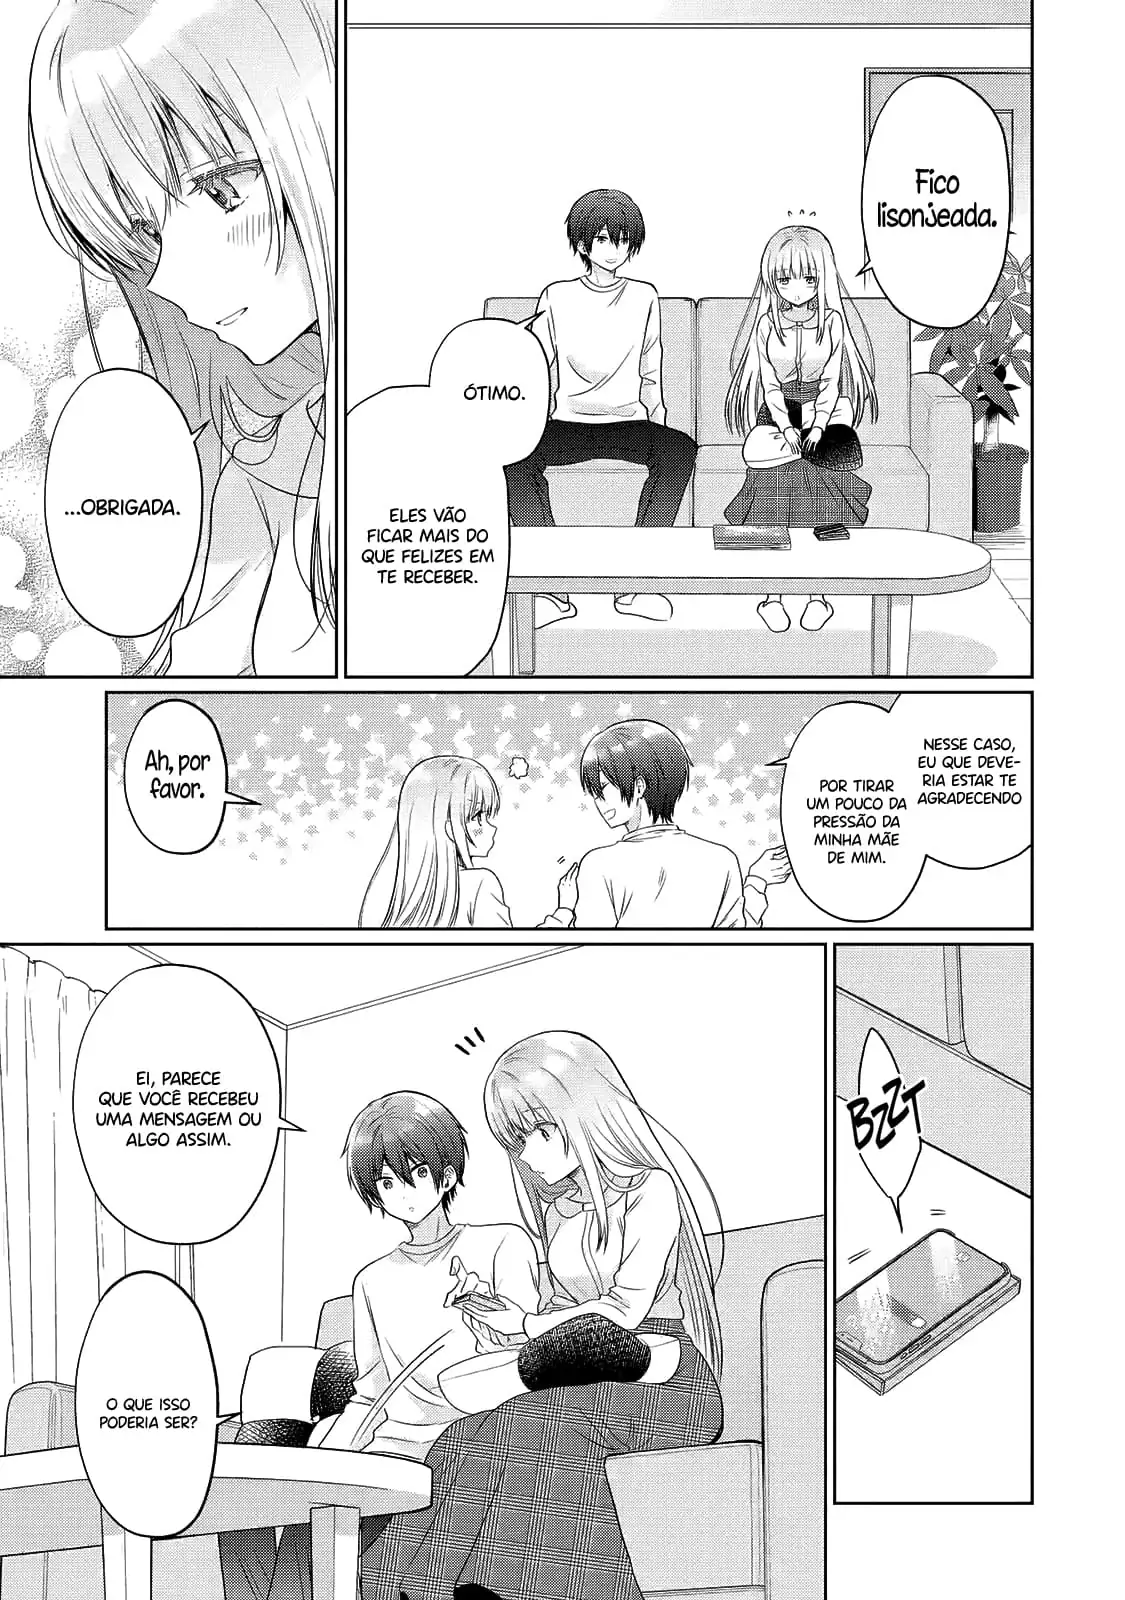 Fico
lisonjeada.
ÓTIMO.
ELES VÃO
FICAR MAIS DO
QUE FELIZES EM
TE RECEBER.
...OBRIGADA.
NESSE CASO,
EU QUE DEVE-
RIA ESTAR TE
AGRADECENDO
POR TIRAR
UM POUCO DA
PRESSÃO DA
MINHA MÃE
DE MIM.
Ah, por
favor.
BZZT
EI, PARECE
QUE VOCÊ RECEBEU
UMA MENSAGEM OU
ALGO ASSIM.
O QUE ISSO
PODERIA SER?